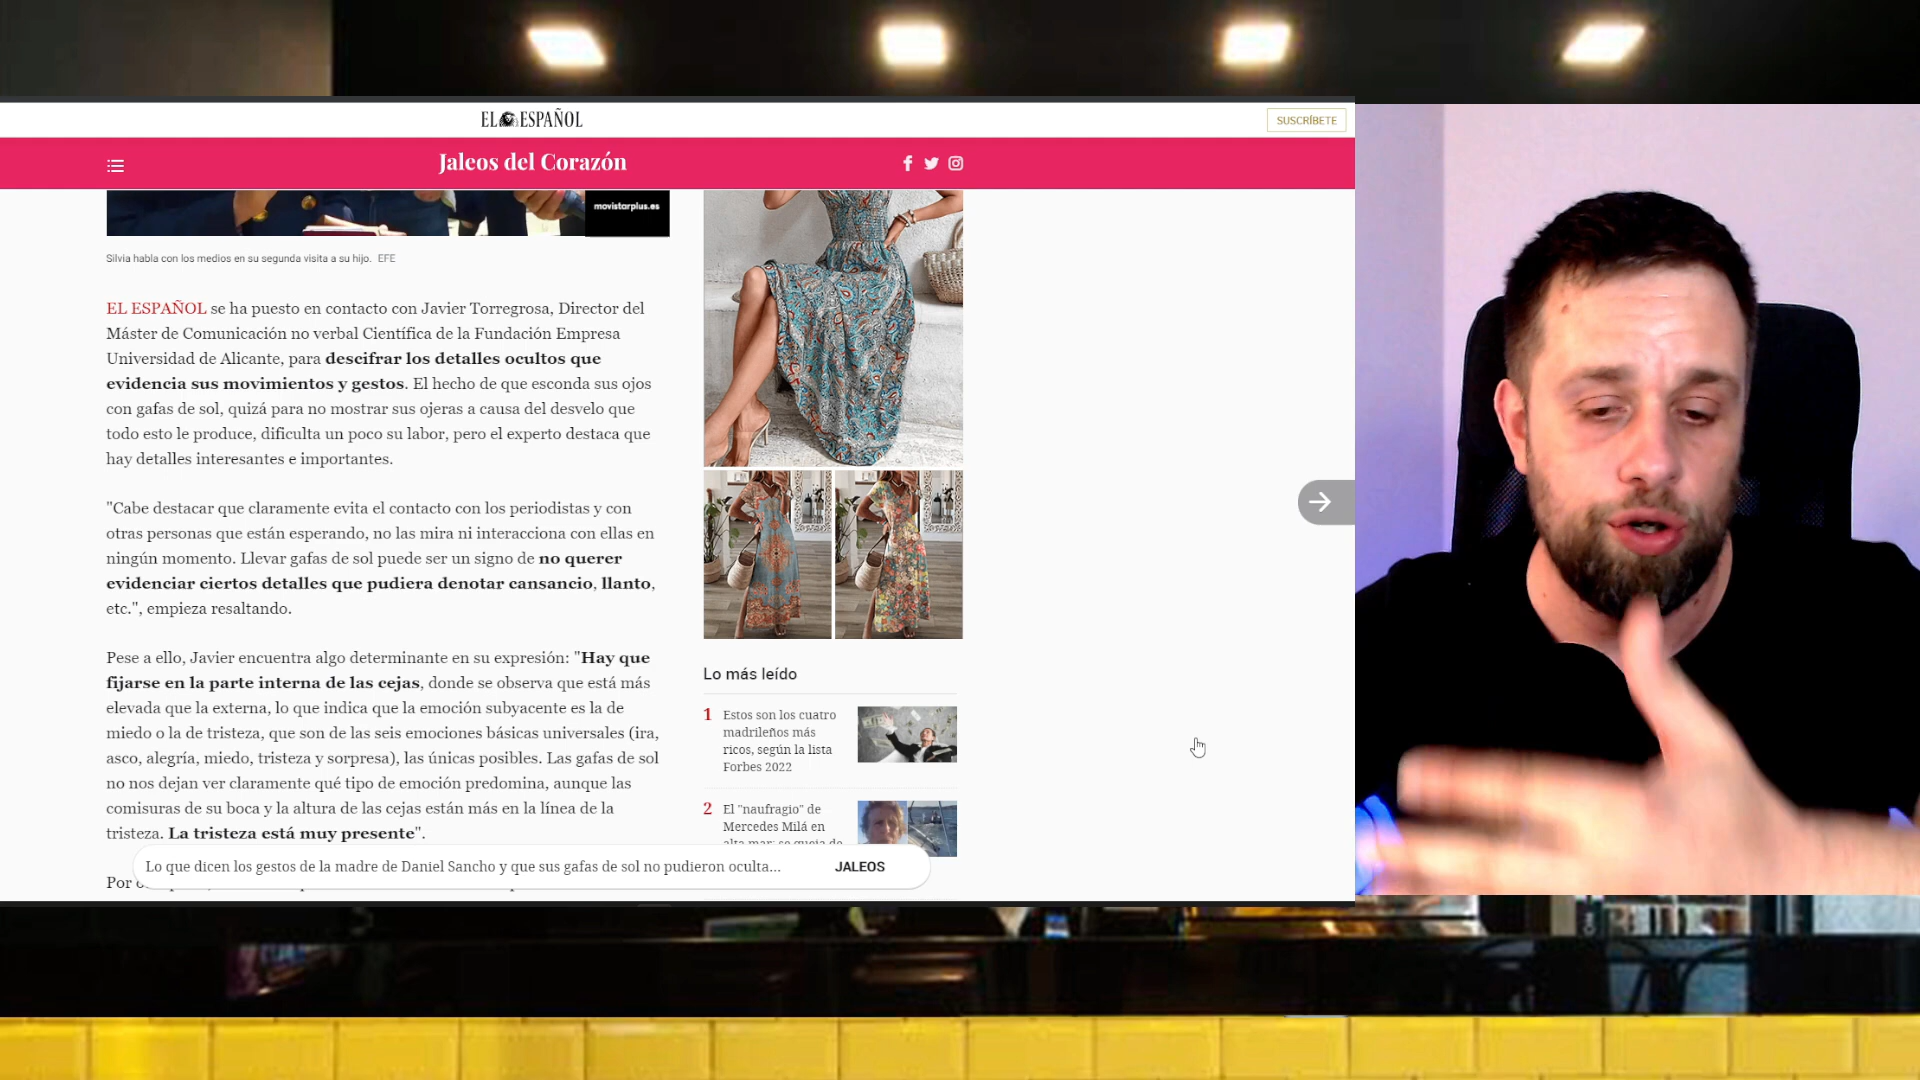 EL ESPAÑOL
SUSCRÍBETE
Jaleos del Corazón
movistarplus.es
Silvia habla con los medios en su segunda visita a su hijo. EFE
EL ESPAÑOL se ha puesto en contacto con Javier Torregrosa, Director del
Máster de Comunicación no verbal Científica de la Fundación Empresa
Universidad de Alicante, para descifrar los detalles ocultos que
evidencia sus movimientos y gestos. El hecho de que esconda sus ojos
con gafas de sol, quizá para no mostrar sus ojeras a causa del desvelo que
todo esto le produce, dificulta un poco su labor, pero el experto destaca que
hay detalles interesantes e importantes.
"Cabe destacar que claramente evita el contacto con los periodistas y con
otras personas que están esperando, no las mira ni interacciona con ellas en
ningún momento. Llevar gafas de sol puede ser un signo de no querer
evidenciar ciertos detalles que pudiera denotar cansancio, llanto,
etc.", empieza resaltando.
Pese a ello, Javier encuentra algo determinante en su expresión: "Hay que
fijarse en la parte interna de las cejas, donde se observa que está más
elevada que la externa, lo que indica que la emoción subyacente es la de
miedo o la de tristeza, que son de las seis emociones básicas universales (ira,
asco, alegría, miedo, tristeza y sorpresa), las únicas posibles. Las gafas de sol
no nos dejan ver claramente qué tipo de emoción predomina, aunque las
comisuras de su boca y la altura de las cejas están más en la línea de la
tristeza. La tristeza está muy presente".
Por
Lo más leído
1 Estos son los cuatro
madrileños más
ricos, según la lista
Forbes 2022
2 El "naufragio" de
Mercedes Milá en
alta mar: se queja de
Lo que dicen los gestos de la madre de Daniel Sancho y que sus gafas de sol no pudieron oculta... JALEOS